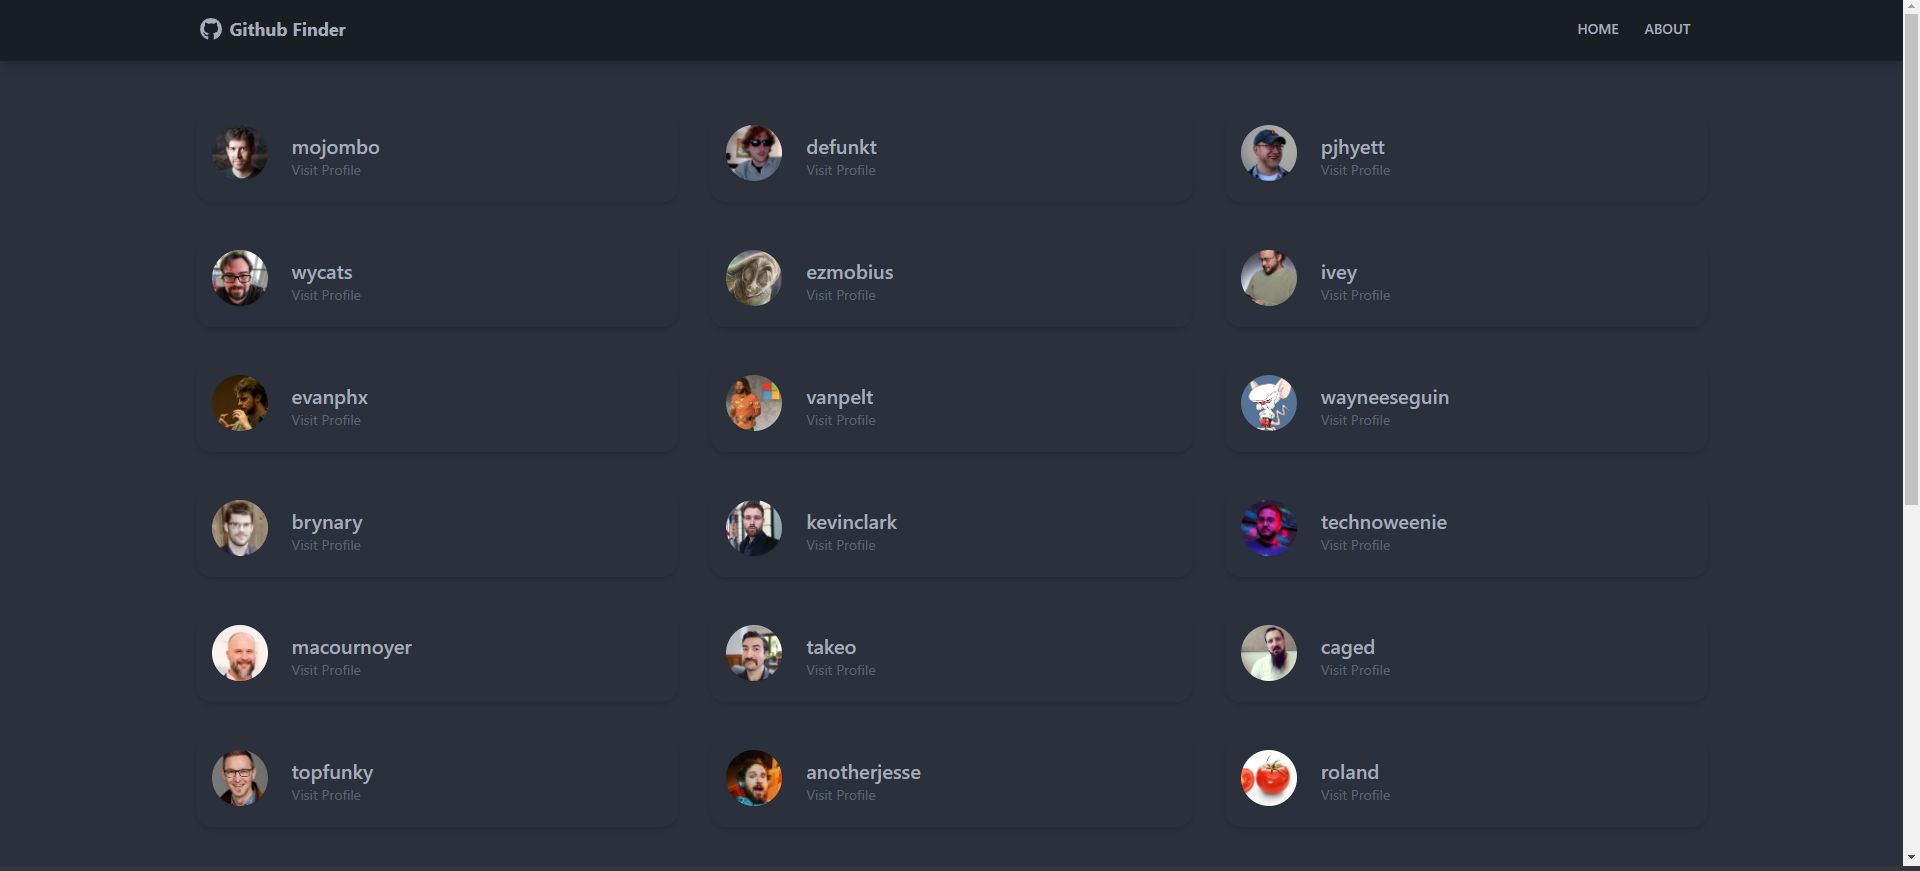 Github Finder
HOME ABOUT
mojombo
Visit Profile
defunkt
Visit Profile
pjhyett
Visit Profile
wycats
Visit Profile
ezmobius
Visit Profile
ivey
Visit Profile
evanphx
Visit Profile
vanpelt
Visit Profile
wayneeseguin
Visit Profile
brynary
Visit Profile
kevinclark
Visit Profile
technoweenie
Visit Profile
macournoyer
Visit Profile
takeo
Visit Profile
caged
Visit Profile
topfunky
Visit Profile
anotherjesse
Visit Profile
roland
Visit Profile